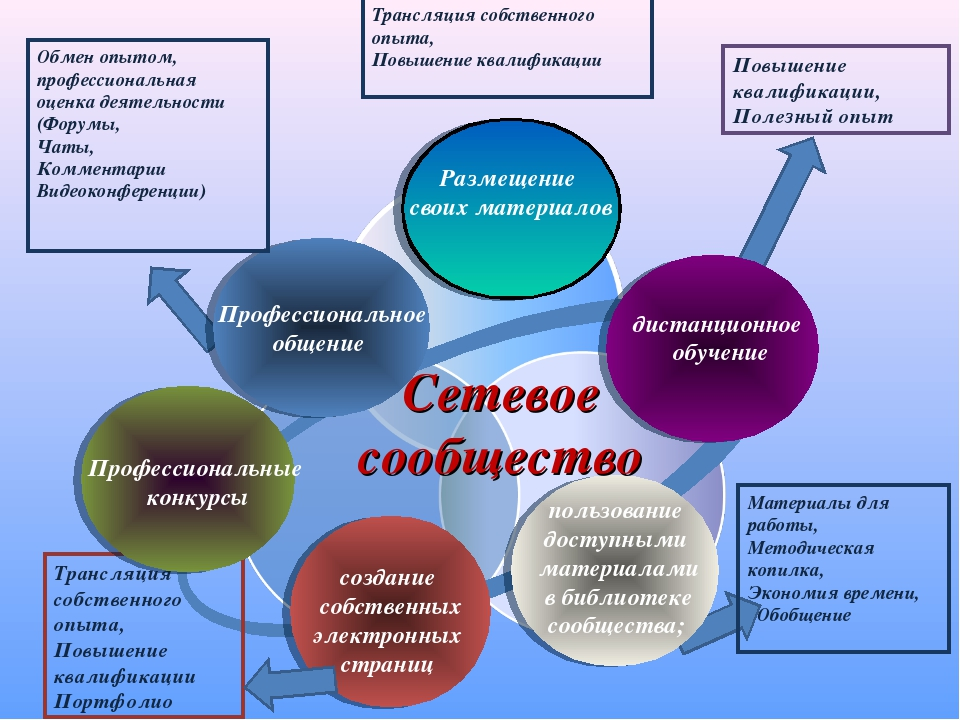 Трансляция собственного
опыта,
Повышение квалификации
Обмен опытом,
профессиональная
оценка деятельности
(Форумы,
Чаты,
Комментарии
Видеоконференции)
Повышение
квалификации,
Полезный опыт
Размещение
своих материалов
Профессиональное
общение
дистанционное
обучение
Сетевое
сообщество
Профессиональные
конкурсы
пользование
доступными
материалами
в библиотеке
сообщества;
Материалы для
работы,
Методическая
копилка,
Экономия времени,
Обобщение
создание
собственных
электронных
страниц
Трансляция
собственного
опыта,
Повышение
квалификации
Портфолио